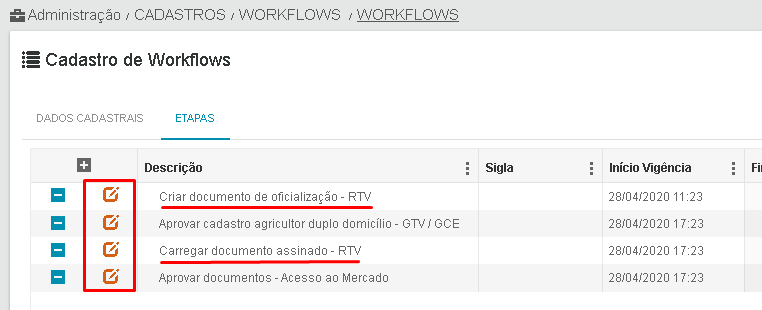 Administração / CADASTROS / WORKFLOWS / WORKFLOWS
Cadastro de Workflows
DADOS CADASTRAIS ETAPAS
Descrição Sigla Início Vigência Fi
Criar documento de oficialização - RTV 28/04/2020 11:23
Aprovar cadastro agricultor duplo domicílio - GTV / GCE 28/04/2020 17:23
Carregar documento assinado - RTV 28/04/2020 17:23
Aprovar documentos - Acesso ao Mercado 28/04/2020 17:23